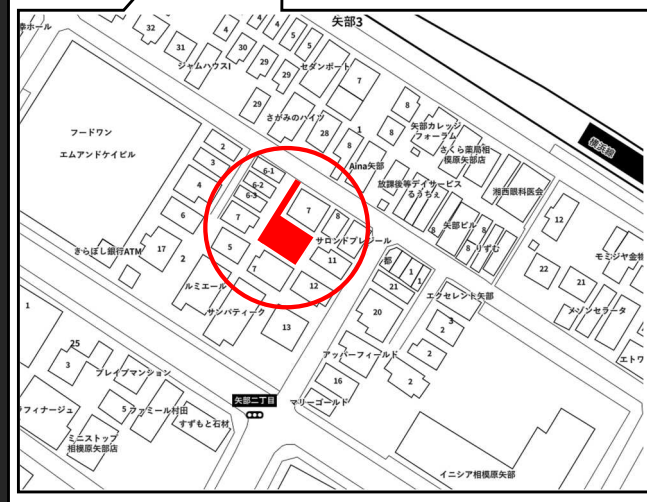 矢部3
幸ホール
32
31
4
30
4
4
5
5
29
29
29
ジャムハウスI
セダンポート
7
さがみのハイツ
28
8
1
8
8
矢部カレッジ
フォーラム
さくら薬局相
模原矢部店
横浜線
フードワン
エムアンドケイビル
2
3
4
6
6-1
6-2
6-3
7
5
7
8
Aina矢部
放課後等デイサービス
るうちぇ
湘西眼科医会
サロンドプレジール
8
矢部ビル
8
8
りずむ
12
きらぼし銀行ATM
17
2
7
11
12
都
1
1
21
22
21
モミジヤ金物
ルミエール
サンパティーク
13
20
エクセレント矢部
3
2
メゾンセラータ
エトワ
1
25
3
ブレイブマンション
アッパーフィールド
2
2
16
マリーゴールド
矢部二丁目
ラフィナージュ
5
ファミール村田
すずもと石材
ミニストップ
相模原矢部店
イニシア相模原矢部